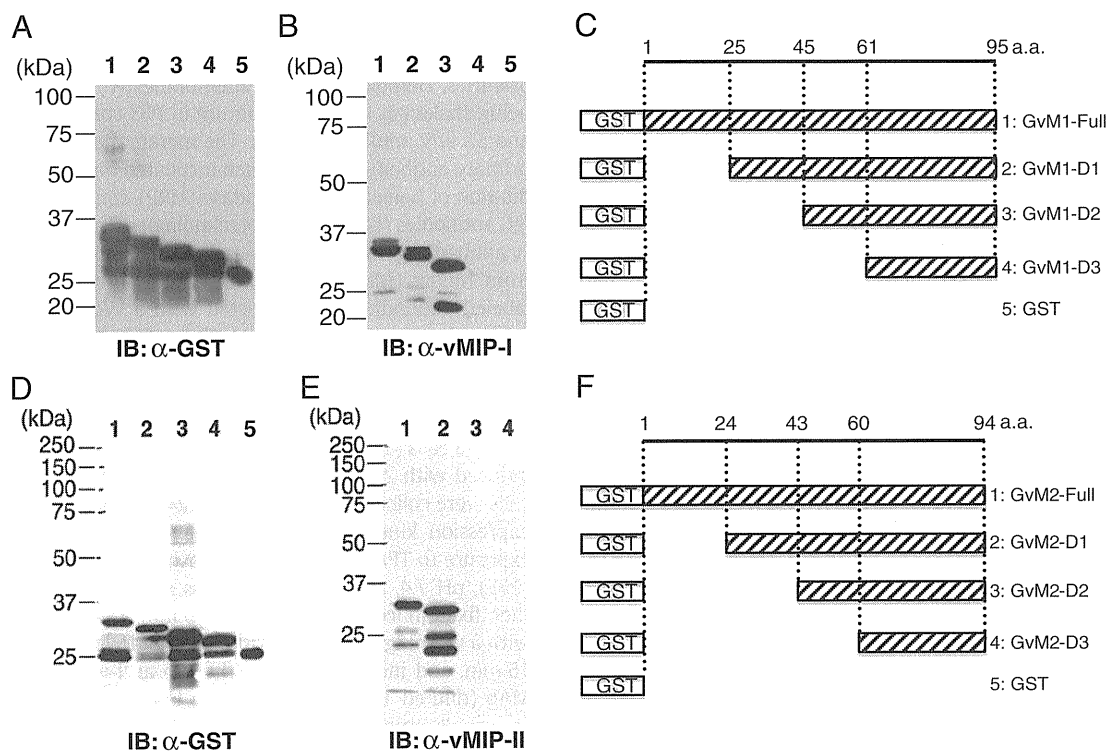 A
(kDa) 1 2 3 4 5
100
75
50
37
25
20
IB: α-GST
B
(kDa) 1 2 3 4 5
100
75
50
37
25
20
IB: α-vMIP-I
C
1 25 45 61 95 a.a.
GST 1: GvM1-Full
GST 2: GvM1-D1
GST 3: GvM1-D2
GST 4: GvM1-D3
GST 5: GST
D
(kDa) 1 2 3 4 5
250
150
100
75
50
37
25
IB: α-GST
E
(kDa) 1 2 3 4
250
150
100
75
50
37
25
IB: α-vMIP-II
F
1 24 43 60 94 a.a.
GST 1: GvM2-Full
GST 2: GvM2-D1
GST 3: GvM2-D2
GST 4: GvM2-D3
GST 5: GST